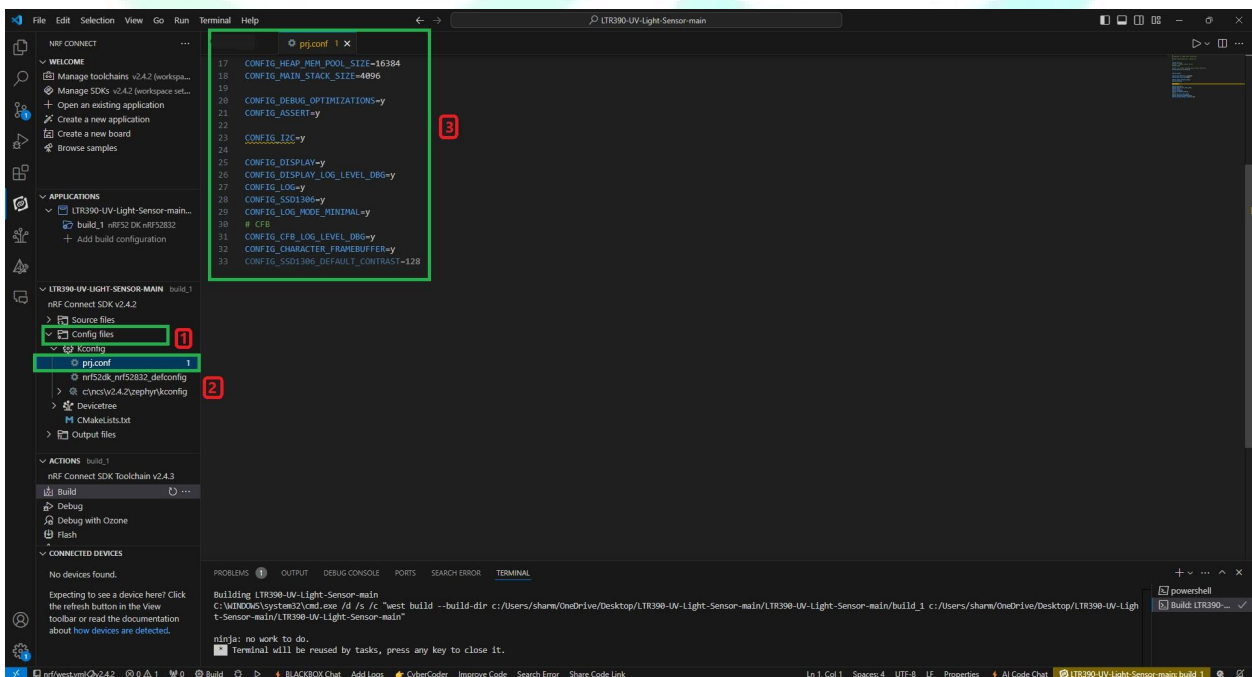 File Edit Selection View Go Run Terminal Help
LTR390-UV-Light-Sensor-main
NRF CONNECT
WELCOME
Manage toolchains v2.4.2 (workspa...
Manage SDKs v2.4.2 (workspace set...
Open an existing application
Create a new application
Create a new board
Browse samples
APPLICATIONS
LTR390-UV-Light-Sensor-main...
build_1 nRF52 DK nRF52832
Add build configuration
LTR390-UV-LIGHT-SENSOR-MAIN build_1
nRF Connect SDK v2.4.2
Source files
Config files
1
Kconfig
prj.conf 1
nrf52dk_nrf52832_defconfig
2
c:\ncs\v2.4.2\zephyr\kconfig
Devicetree
CMakeLists.txt
Output files
ACTIONS build_1
nRF Connect SDK Toolchain v2.4.3
Build
Debug
Debug with Ozone
Flash
CONNECTED DEVICES
No devices found.
Expecting to see a device here? Click
the refresh button in the View
toolbar or read the documentation
about how devices are detected.
prj.conf 1
17 CONFIG_HEAP_MEM_POOL_SIZE=16384
18 CONFIG_MAIN_STACK_SIZE=4096
19
20 CONFIG_DEBUG_OPTIMIZATIONS=y
21 CONFIG_ASSERT=y
22
3
23 CONFIG_I2C=y
24
25 CONFIG_DISPLAY=y
26 CONFIG_DISPLAY_LOG_LEVEL_DBG=y
27 CONFIG_LOG=y
28 CONFIG_SSD1306=y
29 CONFIG_LOG_MODE_MINIMAL=y
30 # CFB
31 CONFIG_CFB_LOG_LEVEL_DBG=y
32 CONFIG_CHARACTER_FRAMEBUFFER=y
33 CONFIG_SSD1306_DEFAULT_CONTRAST=128
PROBLEMS 1 OUTPUT DEBUG CONSOLE PORTS SEARCH ERROR TERMINAL
Building LTR390-UV-Light-Sensor-main
C:\WINDOWS\system32\cmd.exe /d /s /c "west build --build-dir c:/Users/sharm/OneDrive/Desktop/LTR390-UV-Light-Sensor-main/LTR390-UV-Light-Sensor-main/build_1 c:/Users/sharm/OneDrive/Desktop/LTR390-UV-Ligh
t-Sensor-main/LTR390-UV-Light-Sensor-main"
ninja: no work to do.
* Terminal will be reused by tasks, press any key to close it.
powershell
Build: LTR390-...
nrf/west.yml v2.4.2 0 1 0 Build BLACKBOX Chat Add Logs CyberCoder Improve Code Search Error Share Code Link Ln 1, Col 1 Spaces: 4 UTF-8 LF Properties AI Code Chat LTR390-UV-Light-Sensor-main: build_1